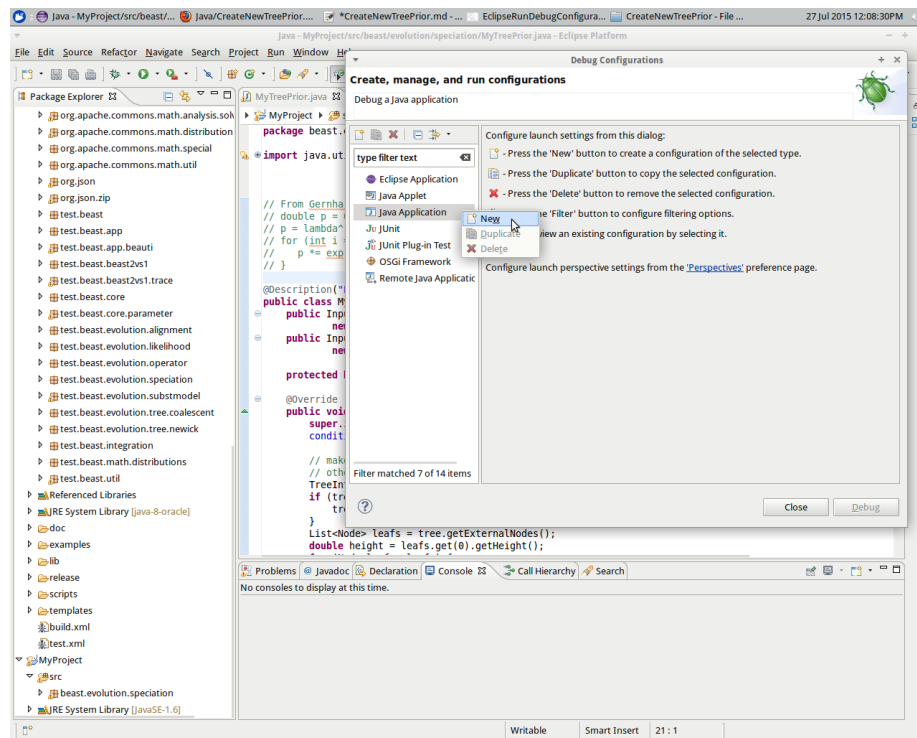 Java - MyProject/src/beast/... Java/CreateNewTreePrior.... *CreateNewTreePrior.md - ... EclipseRunDebugConfigura... CreateNewTreePrior - File ... 27 Jul 2015 12:08:30PM
Java - MyProject/src/beast/evolution/speciation/MyTreePrior.java - Eclipse Platform
File Edit Source Refactor Navigate Search Project Run Window He
Package Explorer
org.apache.commons.math.analysis.solv
org.apache.commons.math.distribution
org.apache.commons.math.special
org.apache.commons.math.util
org.json
org.json.zip
test.beast
test.beast.app
test.beast.app.beauti
test.beast.beast2vs1
test.beast.beast2vs1.trace
test.beast.core
test.beast.core.parameter
test.beast.evolution.alignment
test.beast.evolution.likelihood
test.beast.evolution.operator
test.beast.evolution.speciation
test.beast.evolution.substmodel
test.beast.evolution.tree.coalescent
test.beast.evolution.tree.newick
test.beast.integration
test.beast.math.distributions
test.beast.util
Referenced Libraries
JRE System Library [java-8-oracle]
doc
examples
lib
release
scripts
templates
build.xml
test.xml
MyProject
src
beast.evolution.speciation
JRE System Library [JavaSE-1.6]
MyTreePrior.java
MyProject
package beast.
import java.ut
// From Gernha
// double p =
// p = lambda^
// for (int i =
// p *= exp
// }
@Description("
public class M
public Inpu
ne
public Inpu
ne
protected
@Override
public voi
super.
condit
// mak
// oth
TreeIn
if (tr
tr
}
List<Node> leafs = tree.getExternalNodes();
double height = leafs.get(0).getHeight();
Debug Configurations
Create, manage, and run configurations
Debug a Java application
type filter text
Eclipse Application
Java Applet
Java Application
JUnit
JUnit Plug-in Test
OSGi Framework
Remote Java Applicatic
Filter matched 7 of 14 items
New
Duplicate
Delete
Configure launch settings from this dialog:
- Press the 'New' button to create a configuration of the selected type.
- Press the 'Duplicate' button to copy the selected configuration.
- Press the 'Delete' button to remove the selected configuration.
'Filter' button to configure filtering options.
view an existing configuration by selecting it.
Configure launch perspective settings from the 'Perspectives' preference page.
Close Debug
Problems @ Javadoc Declaration Console Call Hierarchy Search
No consoles to display at this time.
Writable Smart Insert 21 : 1